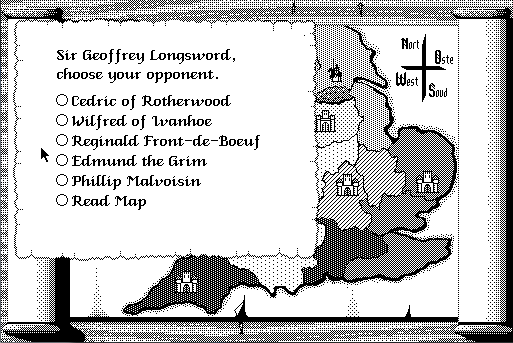 Sir Geoffrey Longsword,
choose your opponent.
Cedric of Rotherwood
Wilfred of Ivanhoe
Reginald Front-de-Boeuf
Edmund the Grim
Phillip Malvoisin
Read Map
Nort
Oste
West
Soud